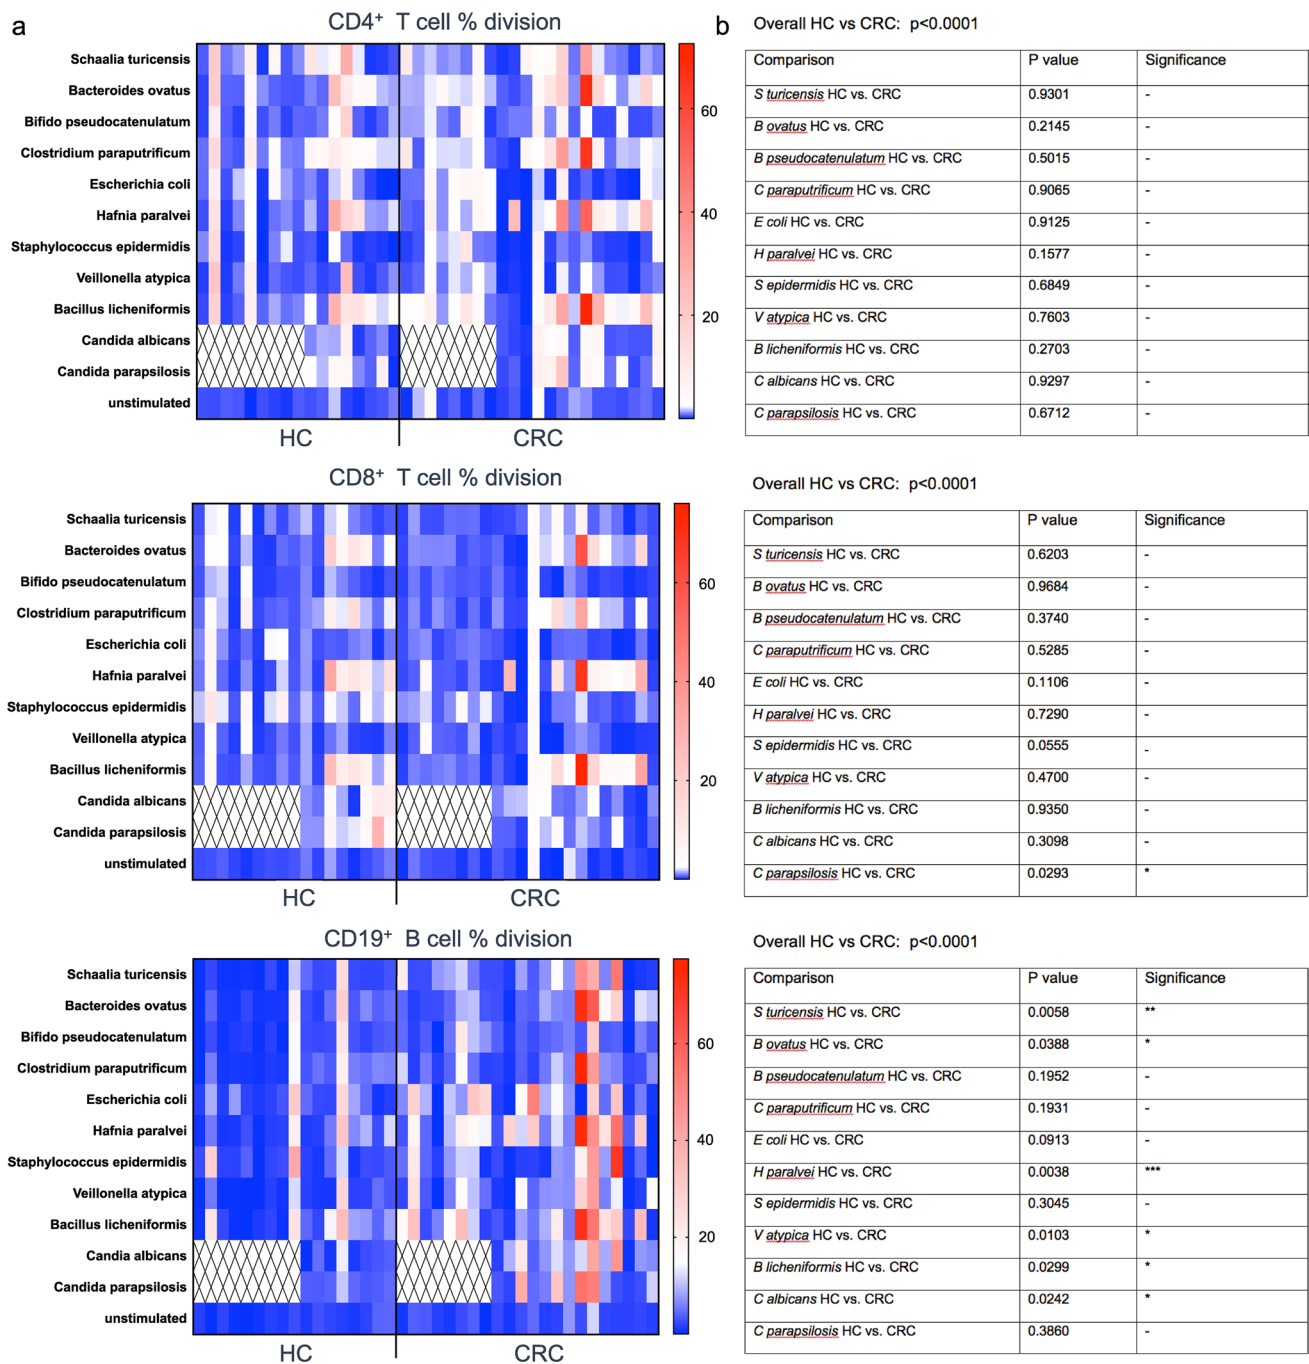 a
CD4+ T cell % division
Schaalia turicensis
Bacteroides ovatus
Bifido pseudocatenulatum
Clostridium paraputrificum
Escherichia coli
Hafnia paralvei
Staphylococcus epidermidis
Veillonella atypica
Bacillus licheniformis
Candida albicans
Candida parapsilosis
unstimulated
HC
CRC
60
40
20
b
Overall HC vs CRC: p<0.0001
Comparison P value Significance
S turicensis HC vs. CRC 0.9301 -
B ovatus HC vs. CRC 0.2145 -
B pseudocatenulatum HC vs. CRC 0.5015 -
C paraputrificum HC vs. CRC 0.9065 -
E coli HC vs. CRC 0.9125 -
H paralvei HC vs. CRC 0.1577 -
S epidermidis HC vs. CRC 0.6849 -
V atypica HC vs. CRC 0.7603 -
B licheniformis HC vs. CRC 0.2703 -
C albicans HC vs. CRC 0.9297 -
C parapsilosis HC vs. CRC 0.6712 -
CD8+ T cell % division
Schaalia turicensis
Bacteroides ovatus
Bifido pseudocatenulatum
Clostridium paraputrificum
Escherichia coli
Hafnia paralvei
Staphylococcus epidermidis
Veillonella atypica
Bacillus licheniformis
Candida albicans
Candida parapsilosis
unstimulated
HC
CRC
60
40
20
Overall HC vs CRC: p<0.0001
Comparison P value Significance
S turicensis HC vs. CRC 0.6203 -
B ovatus HC vs. CRC 0.9684 -
B pseudocatenulatum HC vs. CRC 0.3740 -
C paraputrificum HC vs. CRC 0.5285 -
E coli HC vs. CRC 0.1106 -
H paralvei HC vs. CRC 0.7290 -
S epidermidis HC vs. CRC 0.0555 -
V atypica HC vs. CRC 0.4700 -
B licheniformis HC vs. CRC 0.9350 -
C albicans HC vs. CRC 0.3098 -
C parapsilosis HC vs. CRC 0.0293 *
CD19+ B cell % division
Schaalia turicensis
Bacteroides ovatus
Bifido pseudocatenulatum
Clostridium paraputrificum
Escherichia coli
Hafnia paralvei
Staphylococcus epidermidis
Veillonella atypica
Bacillus licheniformis
Candia albicans
Candida parapsilosis
unstimulated
HC
CRC
60
40
20
Overall HC vs CRC: p<0.0001
Comparison P value Significance
S turicensis HC vs. CRC 0.0058 **
B ovatus HC vs. CRC 0.0388 *
B pseudocatenulatum HC vs. CRC 0.1952 -
C paraputrificum HC vs. CRC 0.1931 -
E coli HC vs. CRC 0.0913 -
H paralvei HC vs. CRC 0.0038 ***
S epidermidis HC vs. CRC 0.3045 -
V atypica HC vs. CRC 0.0103 *
B licheniformis HC vs. CRC 0.0299 *
C albicans HC vs. CRC 0.0242 *
C parapsilosis HC vs. CRC 0.3860 -